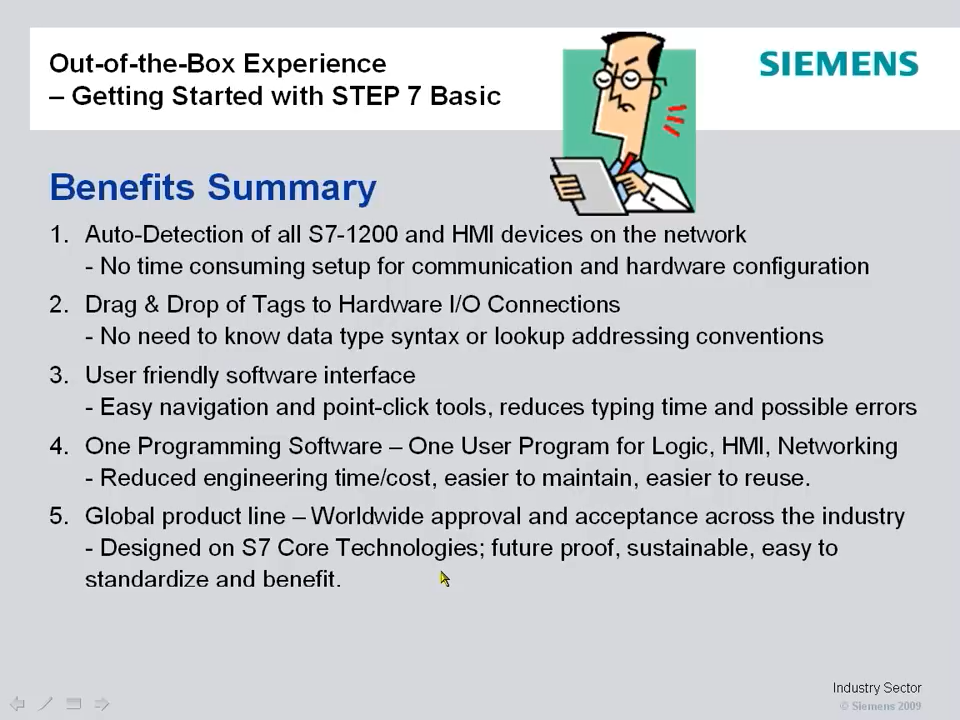 Out-of-the-Box Experience
– Getting Started with STEP 7 Basic
SIEMENS
Benefits Summary
1. Auto-Detection of all S7-1200 and HMI devices on the network
- No time consuming setup for communication and hardware configuration
2. Drag & Drop of Tags to Hardware I/O Connections
- No need to know data type syntax or lookup addressing conventions
3. User friendly software interface
- Easy navigation and point-click tools, reduces typing time and possible errors
4. One Programming Software – One User Program for Logic, HMI, Networking
- Reduced engineering time/cost, easier to maintain, easier to reuse.
5. Global product line – Worldwide approval and acceptance across the industry
- Designed on S7 Core Technologies; future proof, sustainable, easy to
standardize and benefit.
Industry Sector
© Siemens 2009